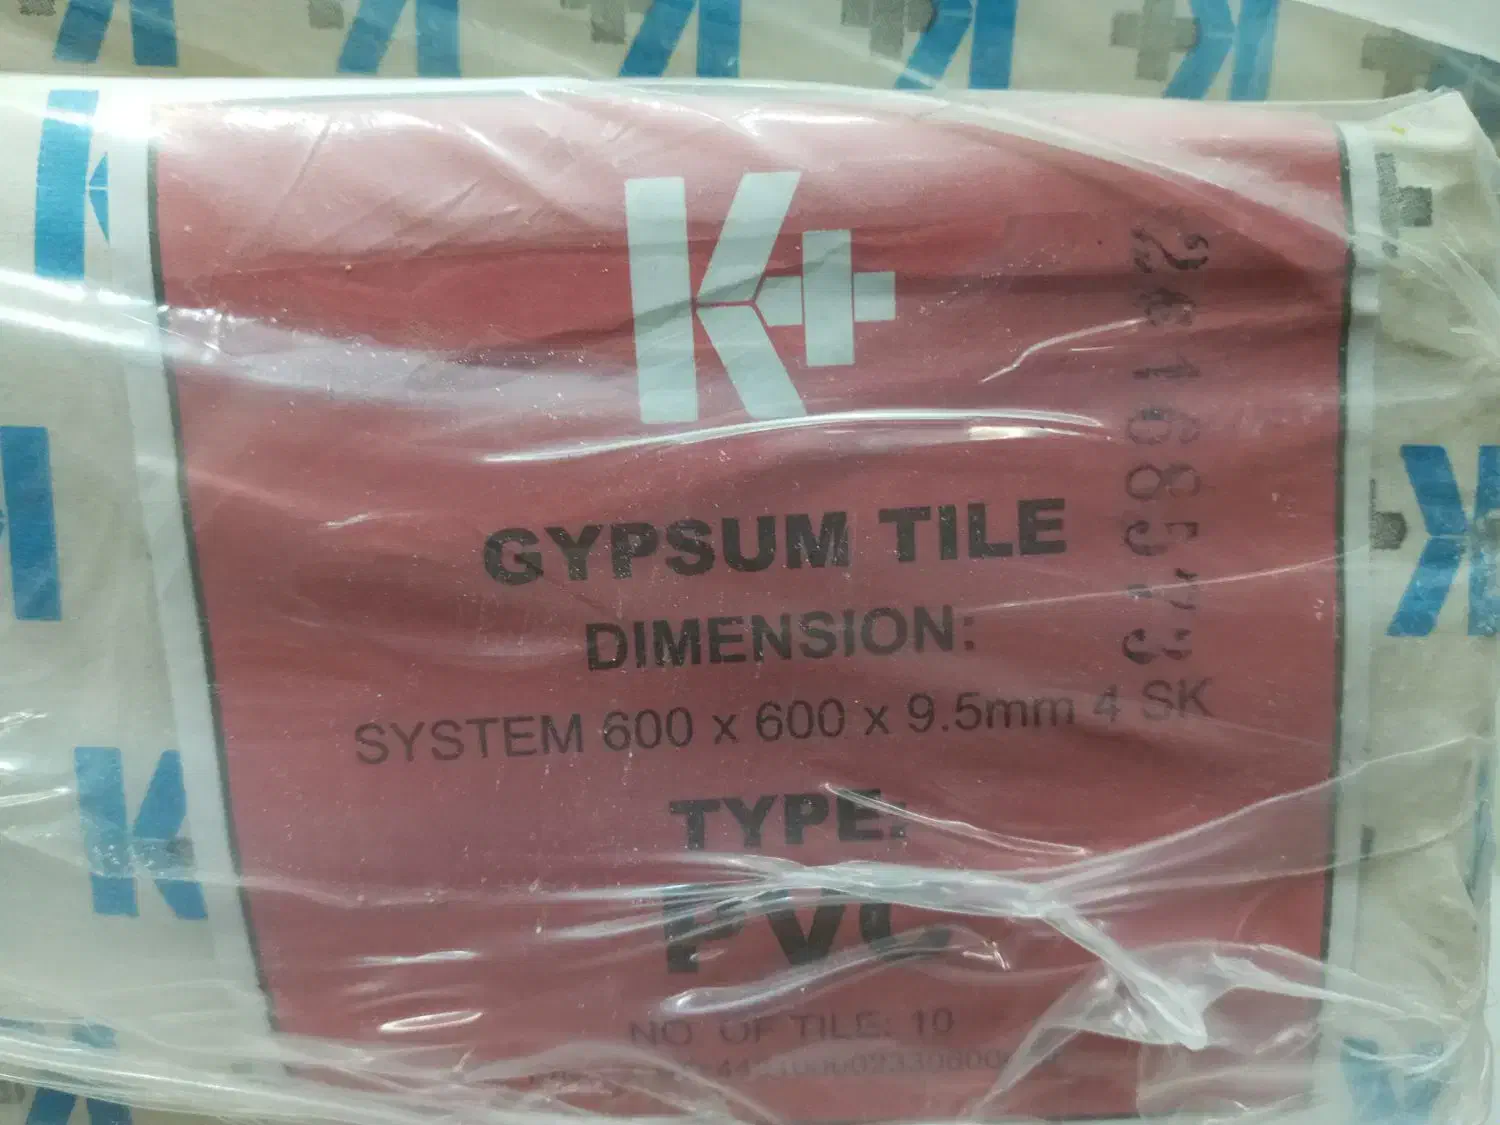 K+
GYPSUM TILE
DIMENSION:
SYSTEM 600 x 600 x 9.5mm 4 SK
TYPE:
PVC
NO OF TILE: 10